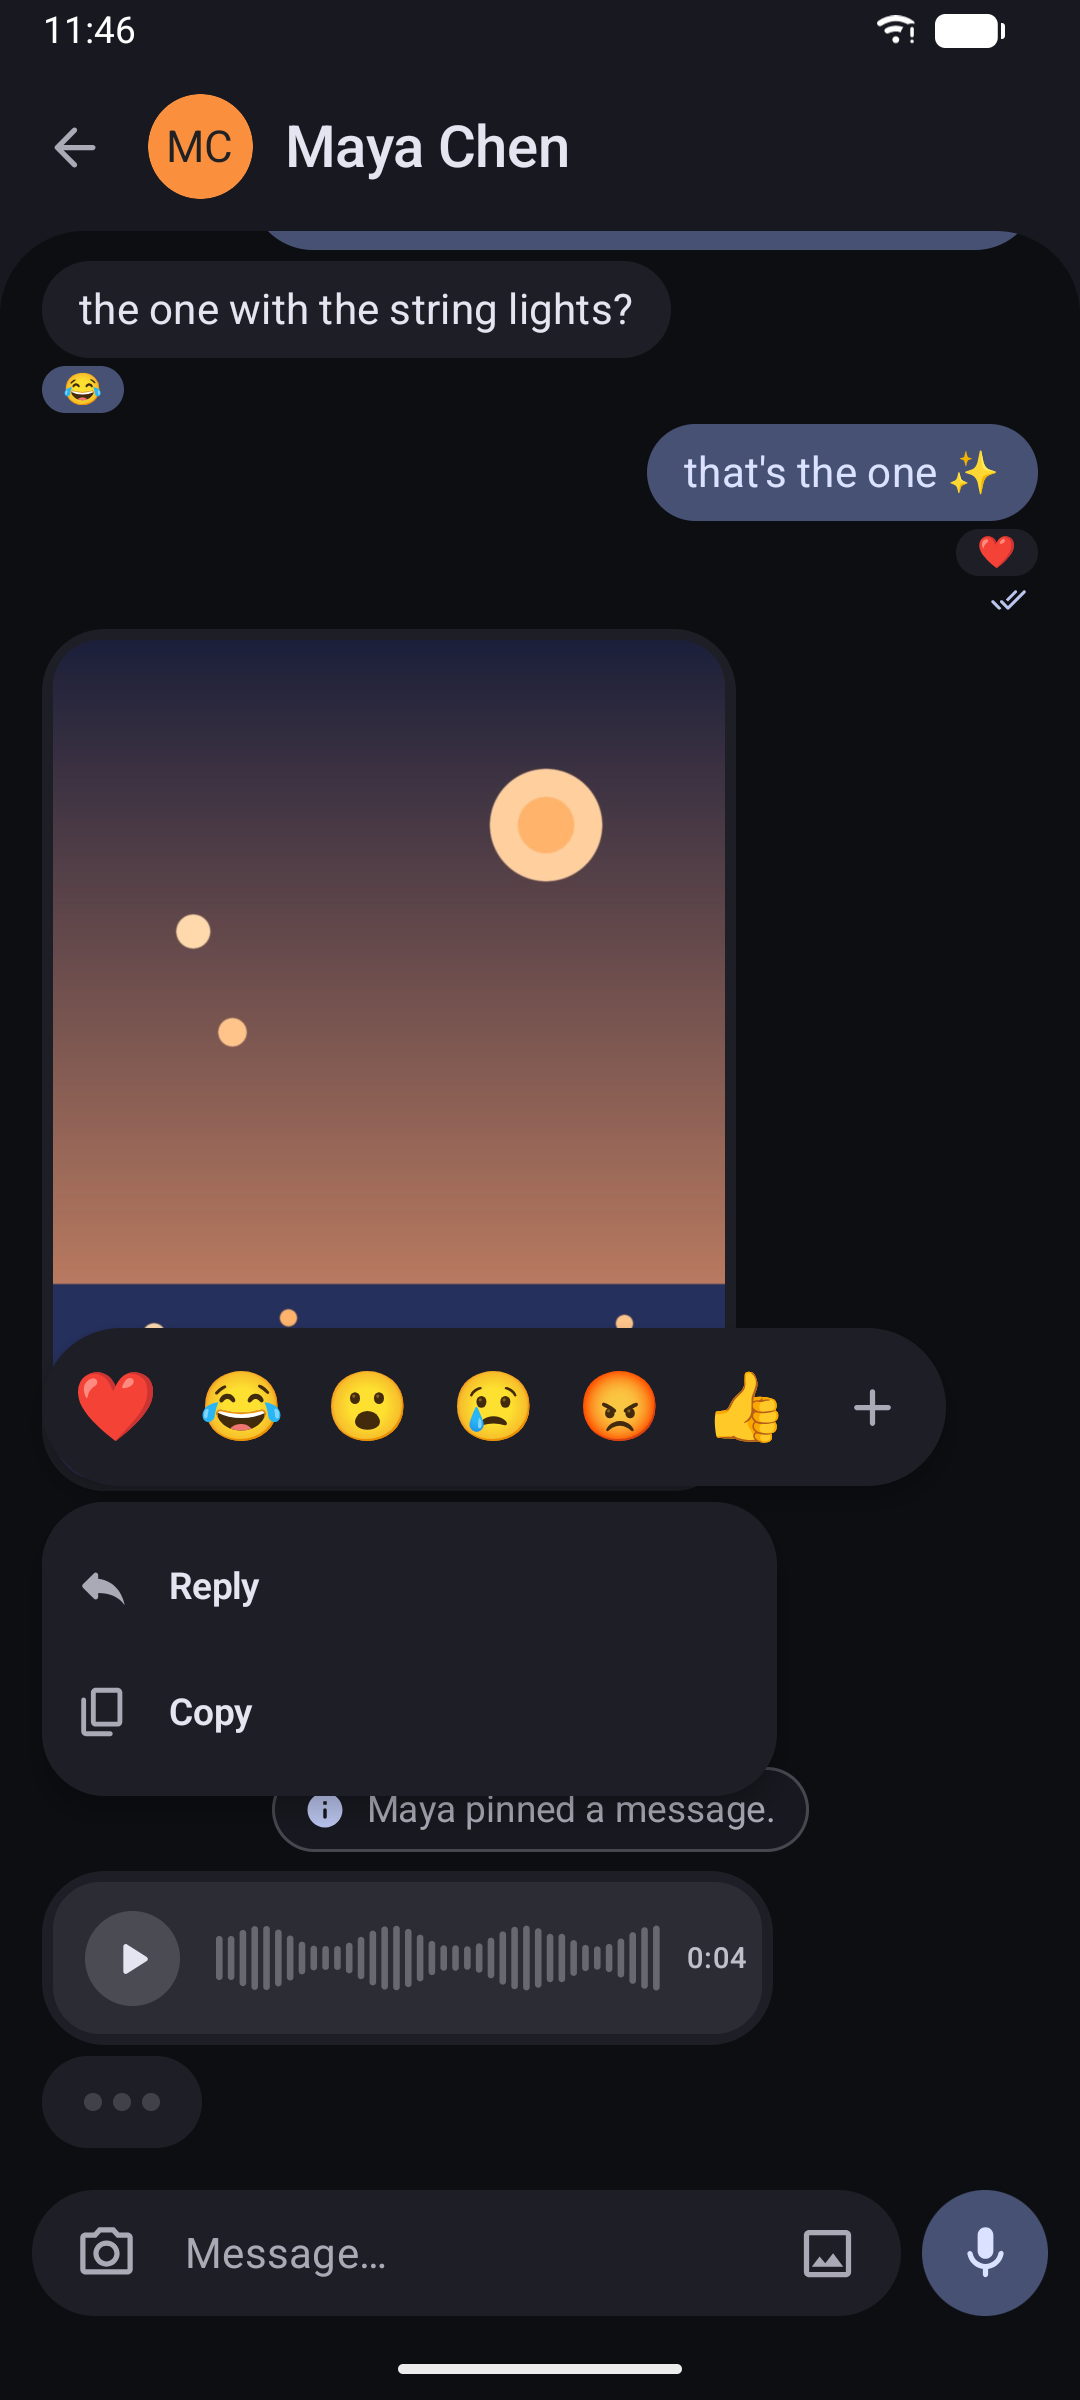 11:46
MC
Maya Chen
the one with the string lights?
😂
that's the one ✨
❤️
❤️ 😂 😮 😢 😡 👍
Reply
Copy
Maya pinned a message.
0:04
Message…